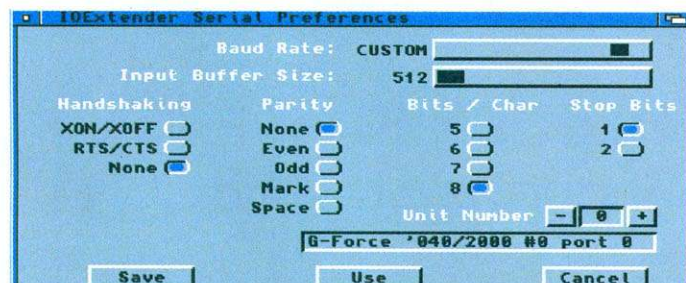 IOExtender Serial Preferences
Baud Rate: CUSTOM
Input Buffer Size: 512
Handshaking Parity Bits / Char Stop Bits
XON/XOFF None 5 1
RTS/CTS Even 6 2
None Odd 7
Mark 8
Space Unit Number - 0 +
G-Force '040/2000 #0 port 0
Save Use Cancel